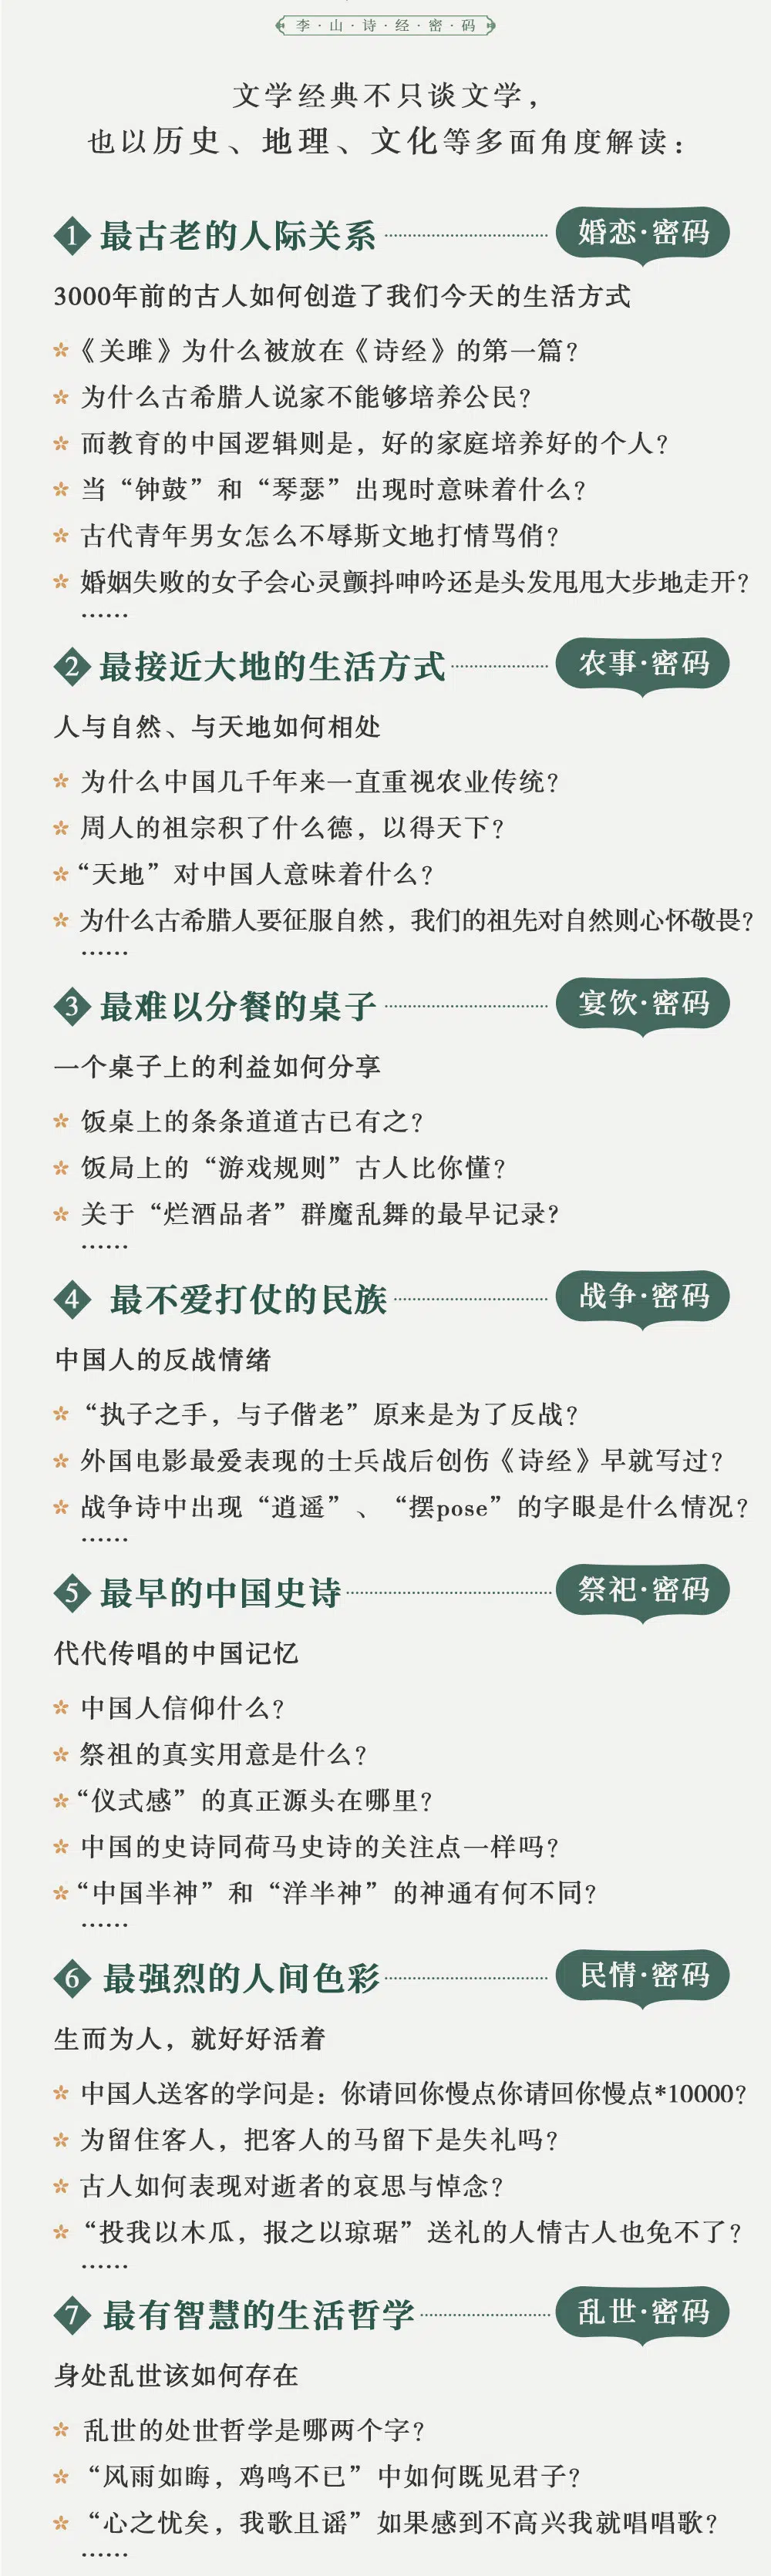 李·山·诗·经·密·码
文学经典不只谈文学，
也以历史、地理、文化等多面角度解读：
1 最古老的人际关系 婚恋·密码
3000年前的古人如何创造了我们今天的生活方式
《关雎》为什么被放在《诗经》的第一篇？
为什么古希腊人说家不能够培养公民？
而教育的中国逻辑则是，好的家庭培养好的个人？
当“钟鼓”和“琴瑟”出现时意味着什么？
古代青年男女怎么不辱斯文地打情骂俏？
婚姻失败的女子会心灵颤抖呻吟还是头发甩甩大步地走开？
……
2 最接近大地的生活方式 农事·密码
人与自然、与天地如何相处
为什么中国几千年来一直重视农业传统？
周人的祖宗积了什么德，以得天下？
“天地”对中国人意味着什么？
为什么古希腊人要征服自然，我们的祖先对自然则心怀敬畏？
……
3 最难以分餐的桌子 宴饮·密码
一个桌子上的利益如何分享
饭桌上的条条道道古已有之？
饭局上的“游戏规则”古人比你懂？
关于“烂酒品者”群魔乱舞的最早记录？
……
4 最不爱打仗的民族 战争·密码
中国人的反战情绪
“执子之手，与子偕老”原来是为了反战？
外国电影最爱表现的士兵战后创伤《诗经》早就写过？
战争诗中出现“逍遥”、“摆pose”的字眼是什么情况？
……
5 最早的中国史诗 祭祀·密码
代代传唱的中国记忆
中国人信仰什么？
祭祖的真实用意是什么？
“仪式感”的真正源头在哪里？
中国的史诗同荷马史诗的关注点一样吗？
“中国半神”和“洋半神”的神通有何不同？
……
6 最强烈的人间色彩 民情·密码
生而为人，就好好活着
中国人送客的学问是：你请回你慢点你请回你慢点*10000？
为留住客人，把客人的马留下是失礼吗？
古人如何表现对逝者的哀思与悼念？
“投我以木瓜，报之以琼琚”送礼的人情古人也免不了？
……
7 最有智慧的生活哲学 乱世·密码
身处乱世该如何存在
乱世的处世哲学是哪两个字？
“风雨如晦，鸡鸣不已”中如何既见君子？
“心之忧矣，我歌且谣”如果感到不高兴我就唱唱歌？
……